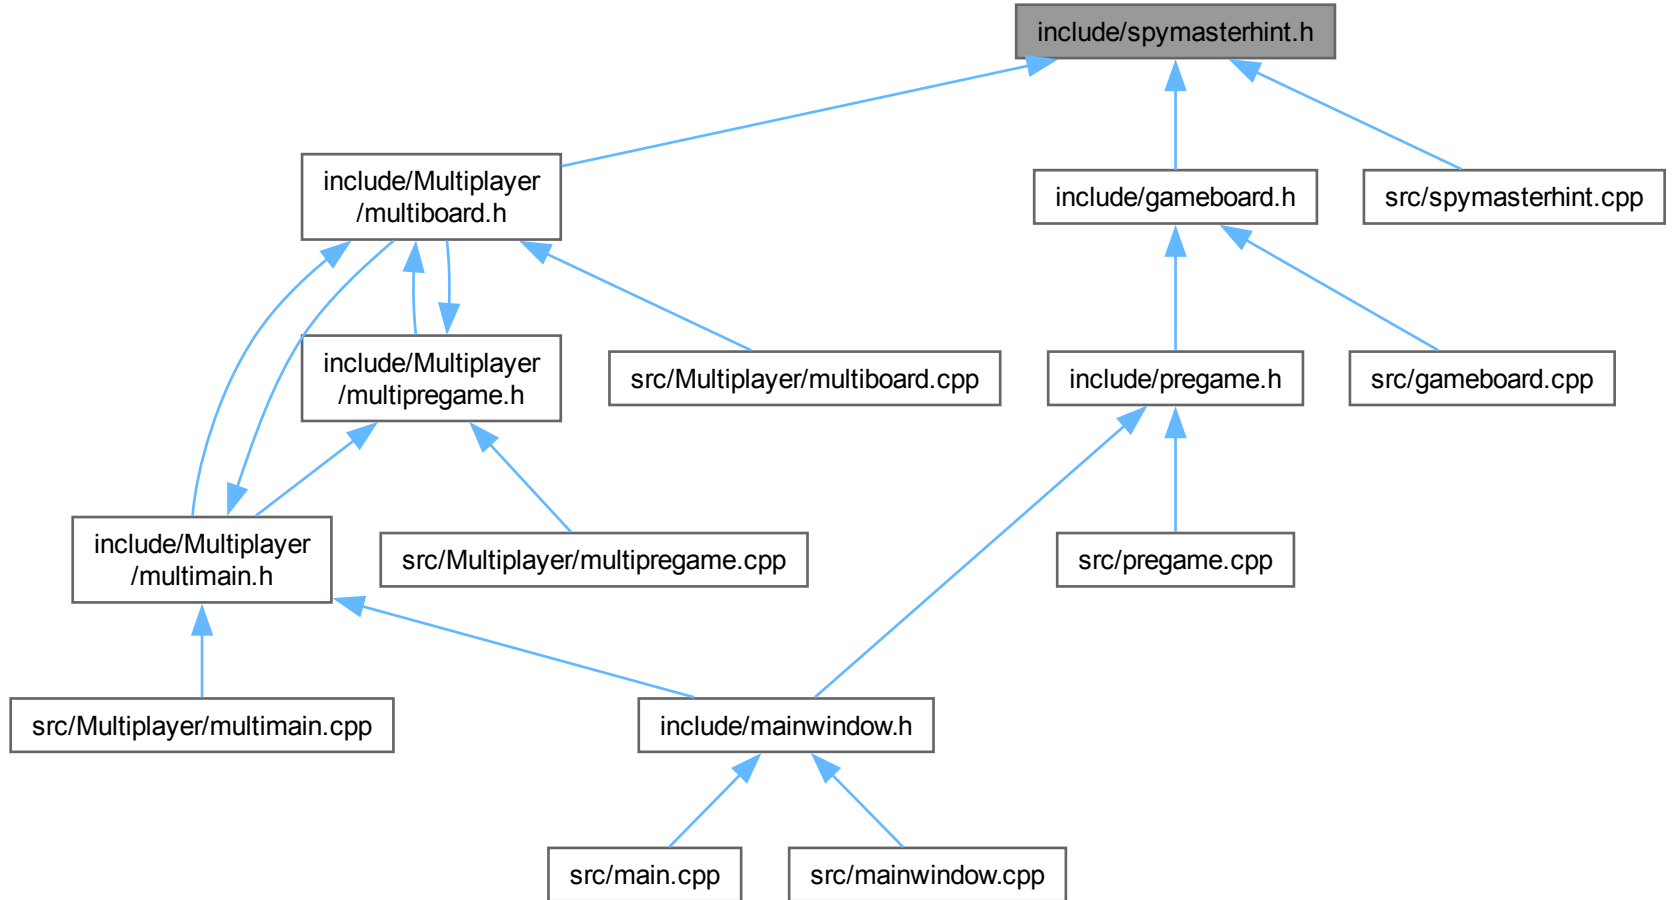 include/spymasterhint.h
include/Multiplayer
/multiboard.h
include/gameboard.h
src/spymasterhint.cpp
include/Multiplayer
/multipregame.h
src/Multiplayer/multiboard.cpp
include/pregame.h
src/gameboard.cpp
include/Multiplayer
/multimain.h
src/Multiplayer/multipregame.cpp
src/pregame.cpp
src/Multiplayer/multimain.cpp
include/mainwindow.h
src/main.cpp
src/mainwindow.cpp